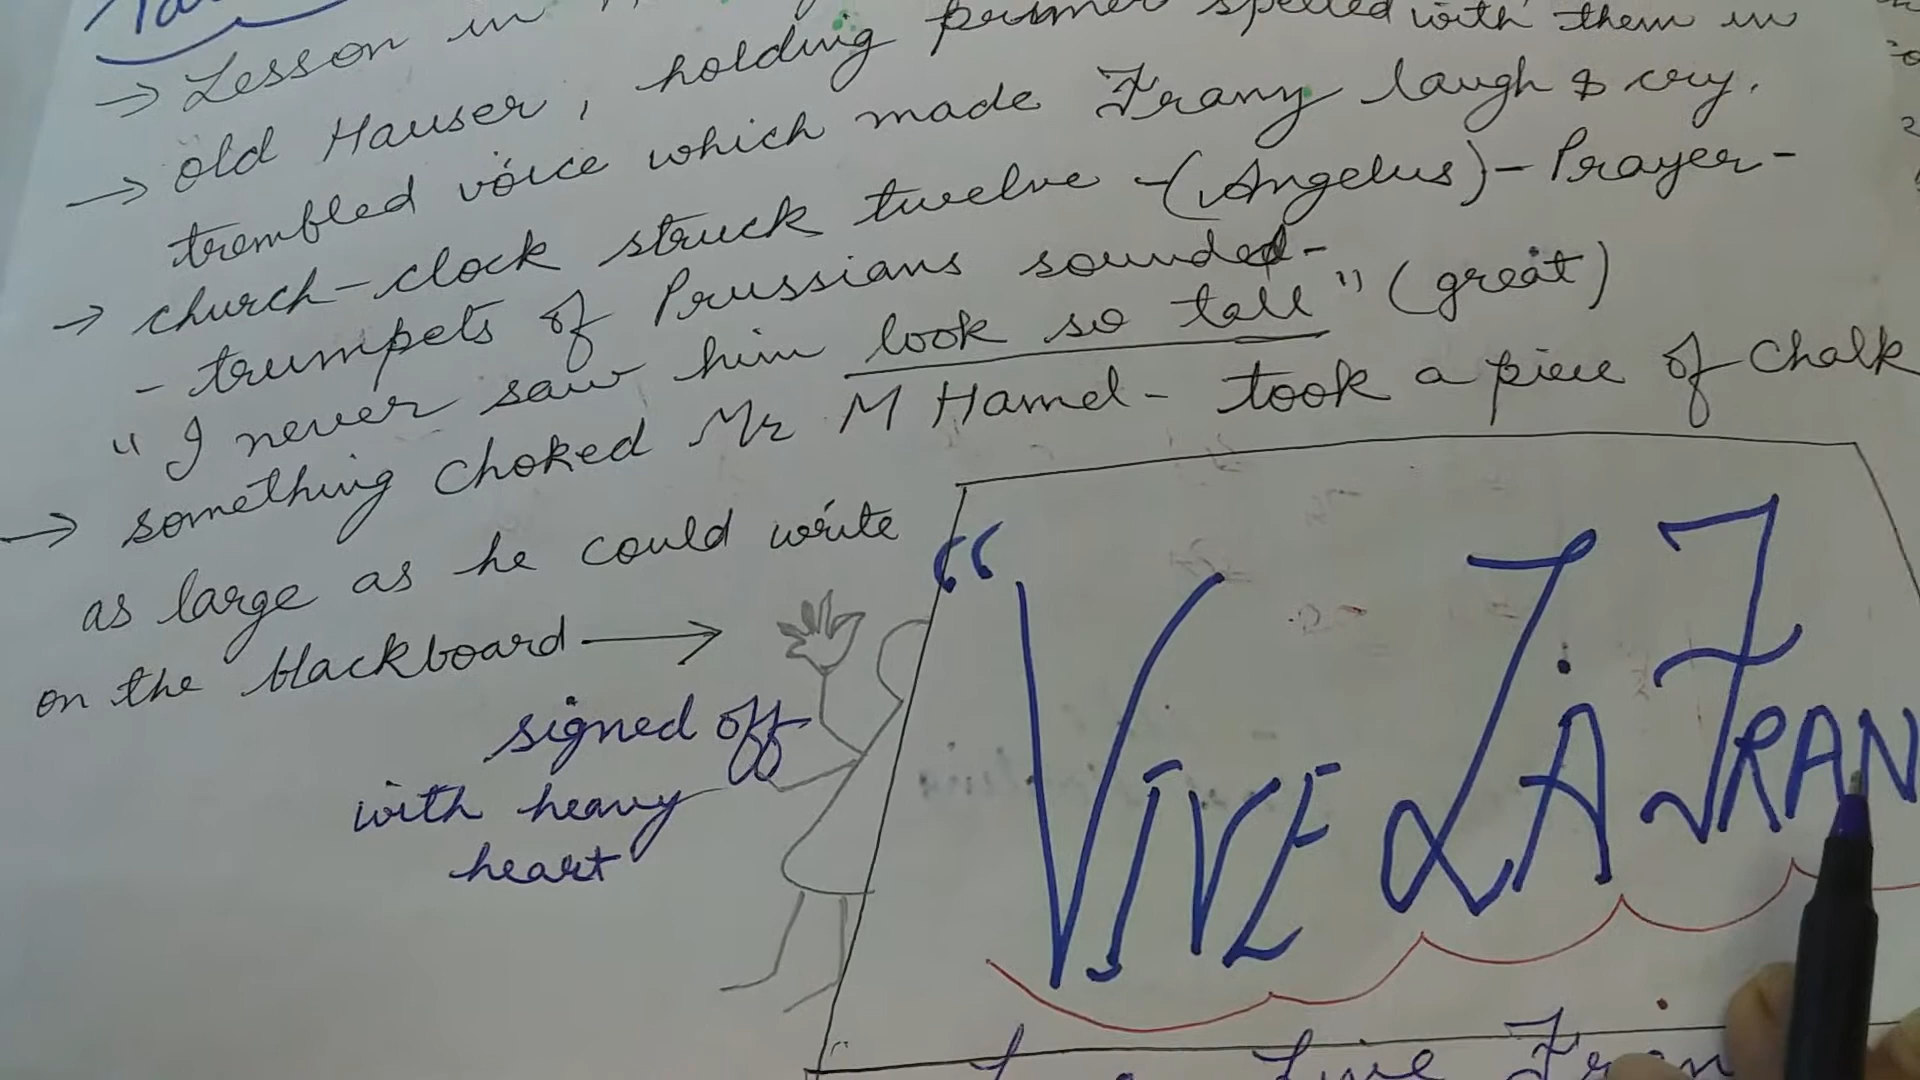 → Lesson in
→ old Hauser, holding primer spelled with them in
trembled voice which made Frany laugh & cry.
→ church-clock struck twelve -(Angelus)-Prayer-
- trumpets of Prussians sounded-
"I never saw him look so tall" (great)
→ something choked Mr M Hamel- took a piece of chalk
as large as he could write
on the blackboard →
signed off
with heavy
heart
"VIVE LA FRAN
Live